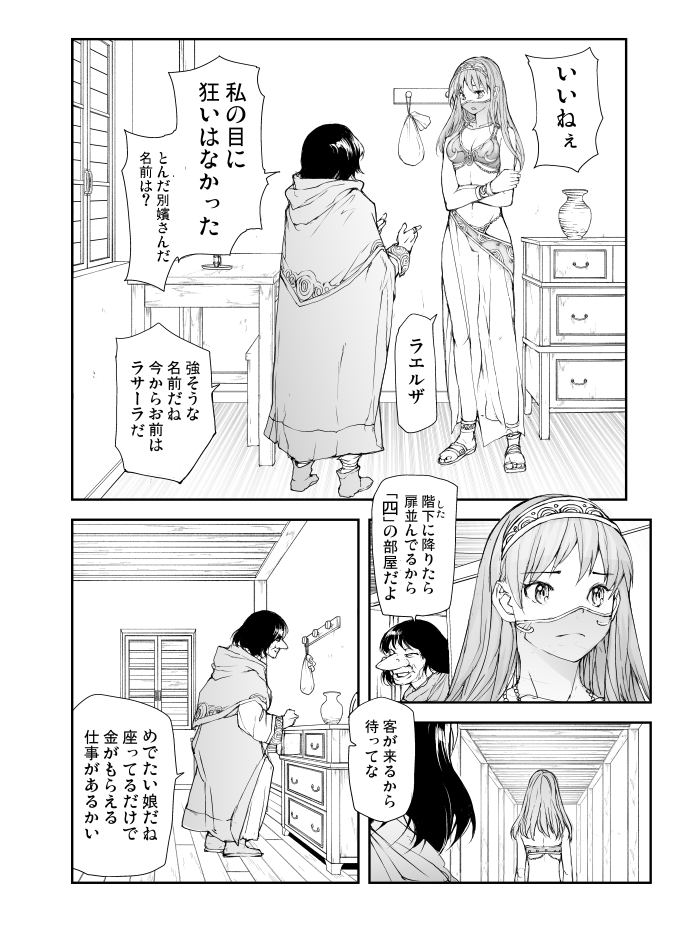 いいねぇ
私の目に
狂いはなかった
とんだ別嬪さんだ
名前は?
ラエルザ
強そうな
名前だね
今からお前は
ラサーラだ
階下に降りたら
した
扉並んでるから
「四」の部屋だよ
客が来るから
待ってな
めでたい娘だね
座ってるだけで
金がもらえる
仕事があるかい